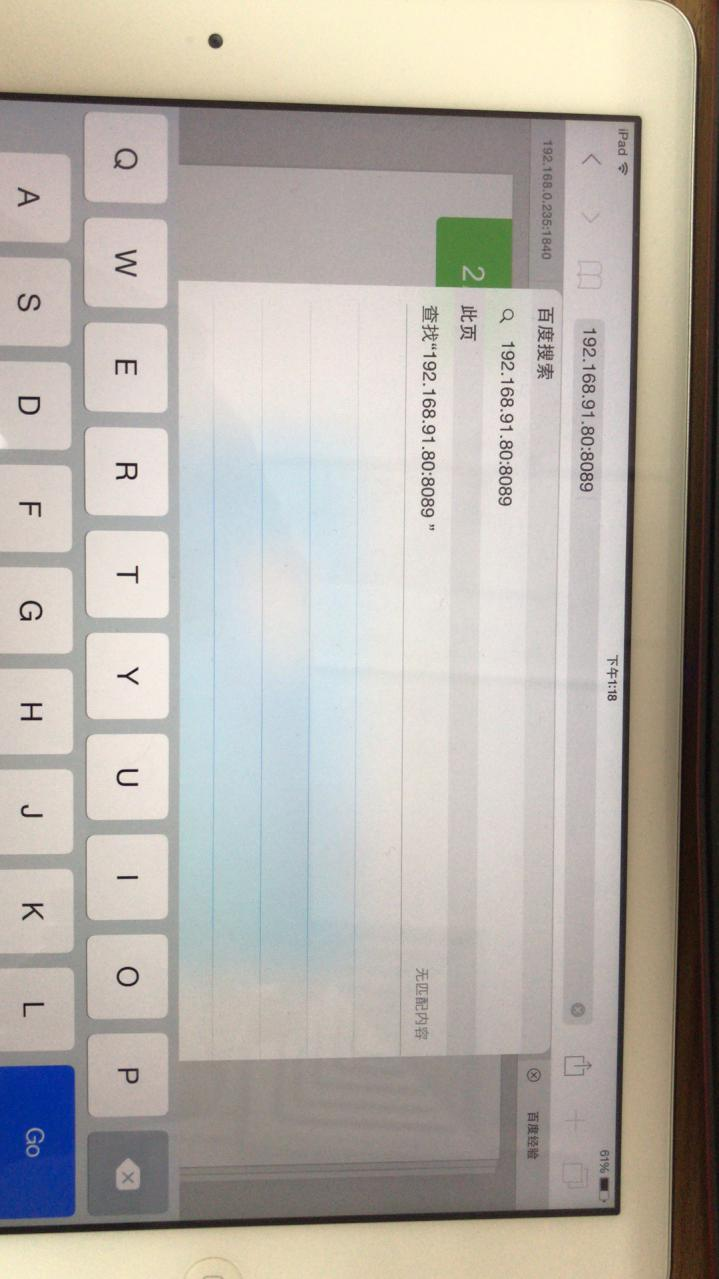 iPad
下午1:18
61%
192.168.91.80:8089
192.168.0.235:1840
百度经验
百度搜索
192.168.91.80:8089
此页
查找“192.168.91.80:8089 ”
无匹配内容
2
Q W E R T Y U I O P
A S D F G H J K L Go